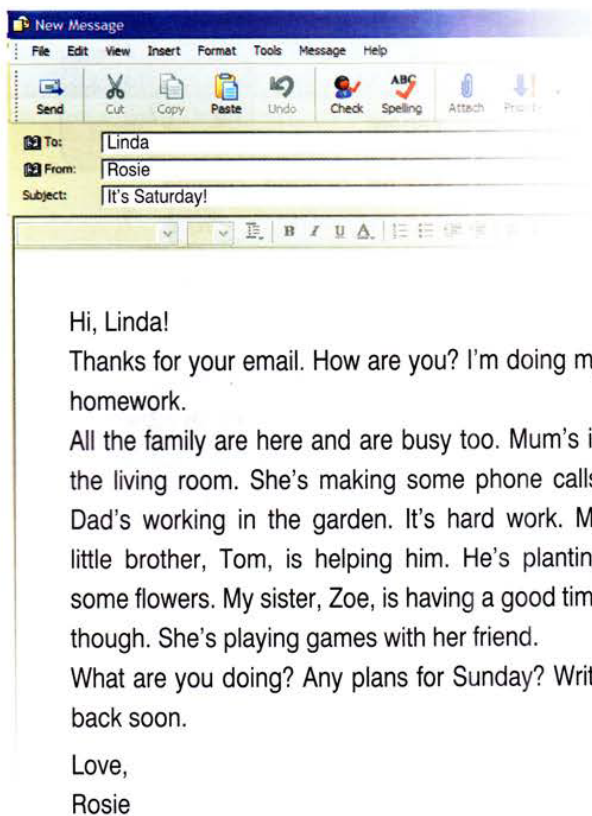 New Message
File Edit View Insert Format Tools Message Help
ABC
Send Cut Copy Paste Undo Check Spelling Attach
To: Linda
From: Rosie
Subject: It's Saturday!
B I U A
Hi, Linda!
Thanks for your email. How are you? I'm doing m
homework.
All the family are here and are busy too. Mum's i
the living room. She's making some phone calls
Dad's working in the garden. It's hard work. M
little brother, Tom, is helping him. He's plantin
some flowers. My sister, Zoe, is having a good tim
though. She's playing games with her friend.
What are you doing? Any plans for Sunday? Writ
back soon.
Love,
Rosie